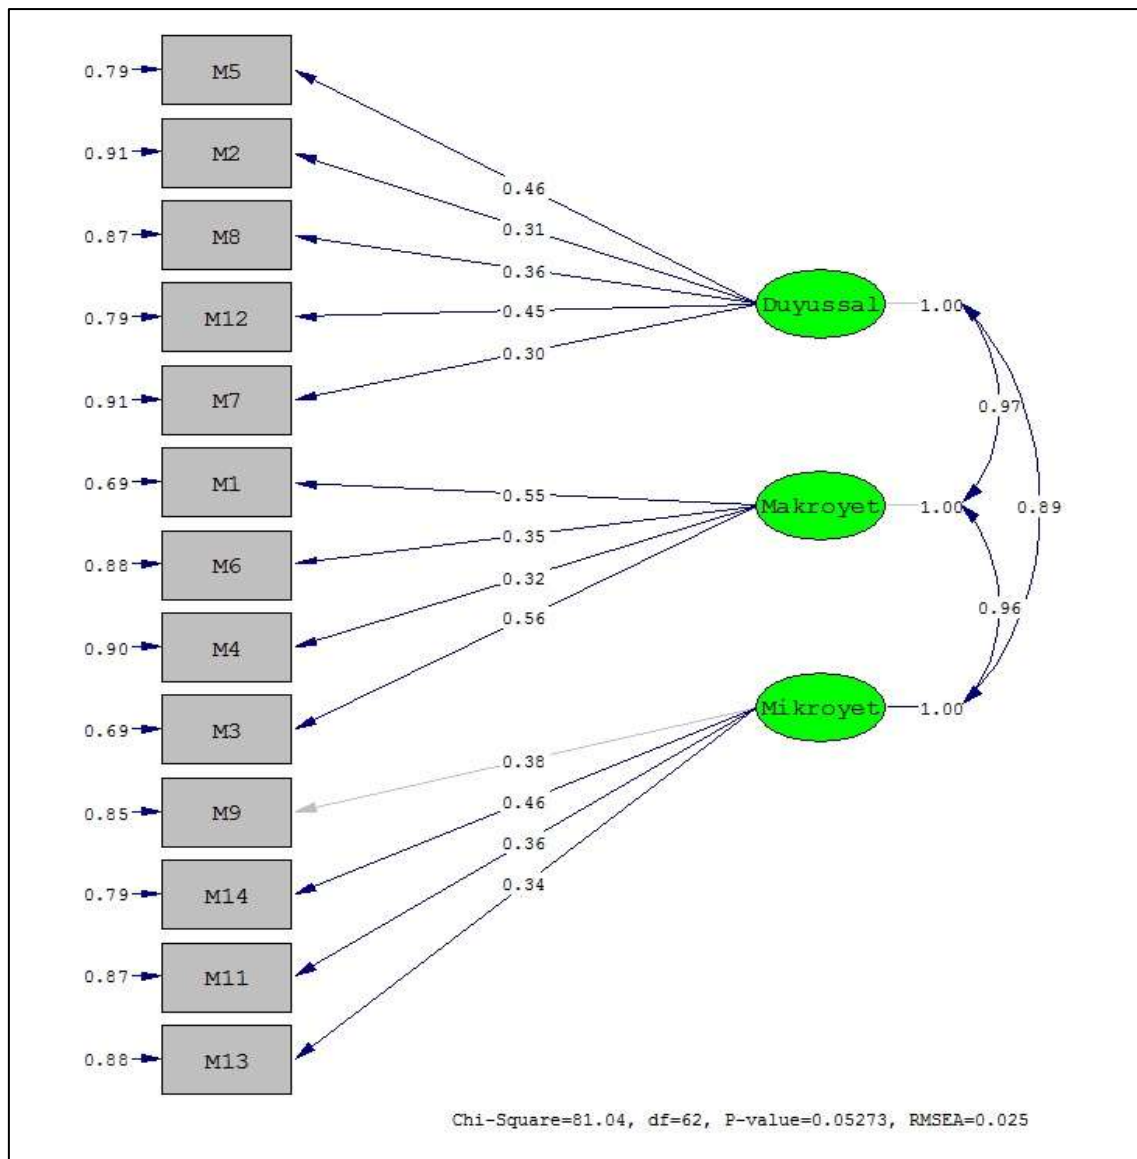 0.79 M5
0.91 M2
0.87 M8
0.79 M12
0.91 M7
0.69 M1
0.88 M6
0.90 M4
0.69 M3
0.85 M9
0.79 M14
0.87 M11
0.88 M13
0.46
0.31
0.36
0.45
0.30
0.55
0.35
0.32
0.56
0.38
0.46
0.36
0.34
Duyussal 1.00
Makroyet 1.00
Mikroyet 1.00
0.97
0.89
0.96
Chi-Square=81.04, df=62, P-value=0.05273, RMSEA=0.025